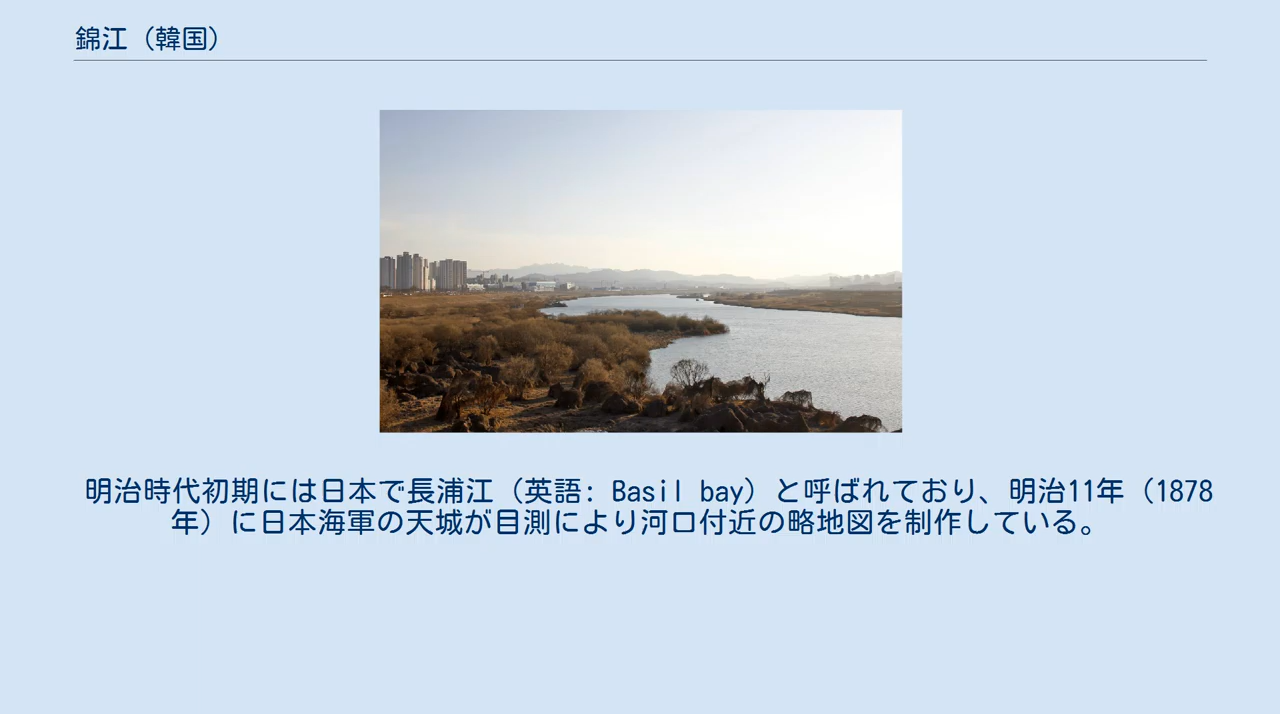 錦江（韓国）
明治時代初期には日本で長浦江（英語: Basil bay）と呼ばれており、明治11年（1878
年）に日本海軍の天城が目測により河口付近の略地図を制作している。